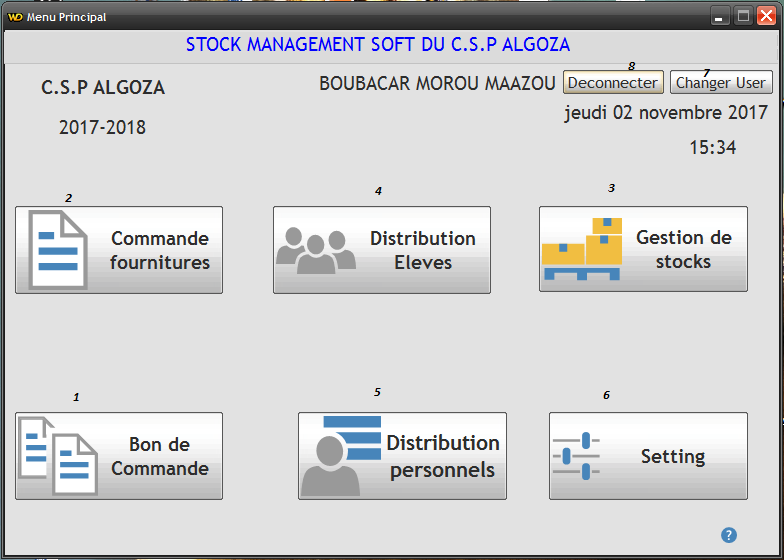 WD Menu Principal
STOCK MANAGEMENT SOFT DU C.S.P ALGOZA
8
C.S.P ALGOZA
BOUBACAR MOROU MAAZOU
Deconnecter
7
Changer User
2017-2018
jeudi 02 novembre 2017
15:34
2
4
3
Commande
fournitures
Distribution
Eleves
Gestion de
stocks
1
5
6
Bon de
Commande
Distribution
personnels
Setting
?